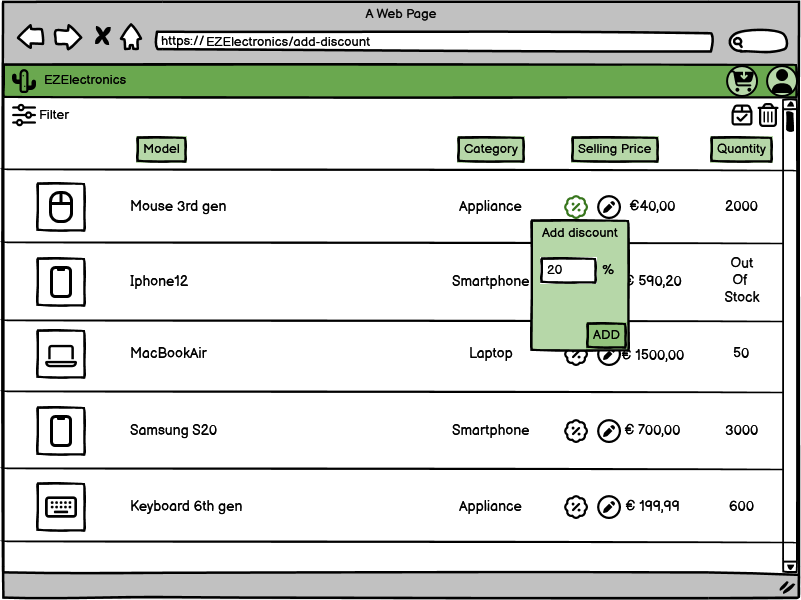 A Web Page
https://EZElectronics/add-discount
EZElectronics
Filter
Model Category Selling Price Quantity
Mouse 3rd gen Appliance €40,00 2000
Add discount
20 %
ADD
Iphone12 Smartphone € 590,20 Out Of Stock
MacBookAir Laptop € 1500,00 50
Samsung S20 Smartphone € 700,00 3000
Keyboard 6th gen Appliance € 199,99 600